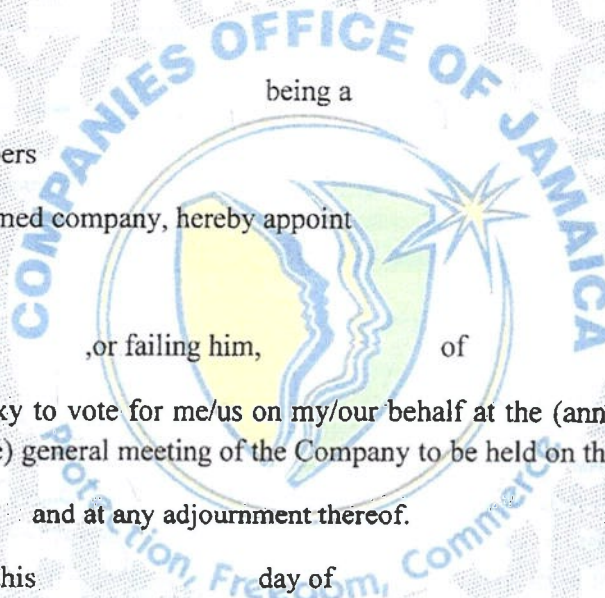 COMPANIES OFFICE OF JAMAICA
being a
ers
ned company, hereby appoint
,or failing him, of
xy to vote for me/us on my/our behalf at the (ann
e) general meeting of the Company to be held on th
and at any adjournment thereof.
his day of
Protection, Freedom, Commerce